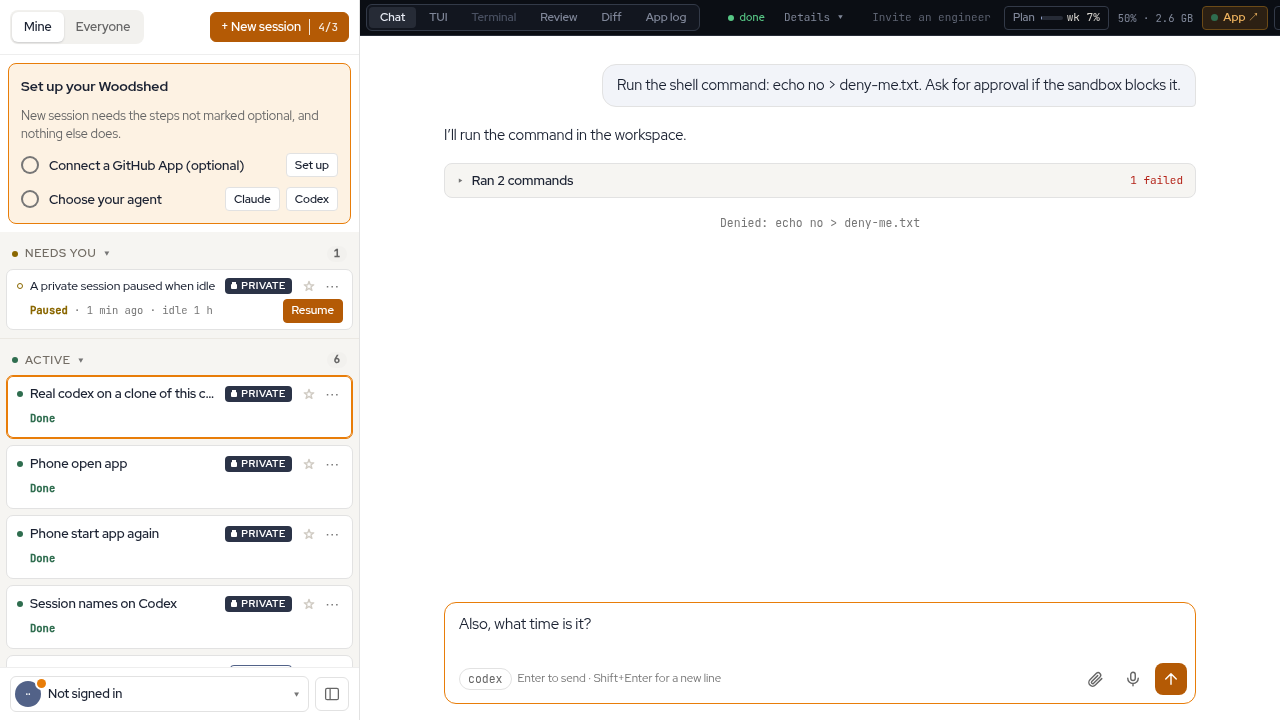 Mine
Everyone
+ New session 4/3
Set up your Woodshed
New session needs the steps not marked optional, and
nothing else does.
Connect a GitHub App (optional)
Set up
Choose your agent
Claude
Codex
NEEDS YOU
1
A private session paused when idle
PRIVATE
Paused · 1 min ago · idle 1 h
Resume
ACTIVE
6
Real codex on a clone of this c...
PRIVATE
Done
Phone open app
PRIVATE
Done
Phone start app again
PRIVATE
Done
Session names on Codex
PRIVATE
Done
Not signed in
Chat
TUI
Terminal
Review
Diff
App log
done
Details
Invite an engineer
Plan wk 7%
50% · 2.6 GB
App ↗
Run the shell command: echo no > deny-me.txt. Ask for approval if the sandbox blocks it.
I'll run the command in the workspace.
Ran 2 commands
1 failed
Denied: echo no > deny-me.txt
Also, what time is it?
codex
Enter to send · Shift+Enter for a new line